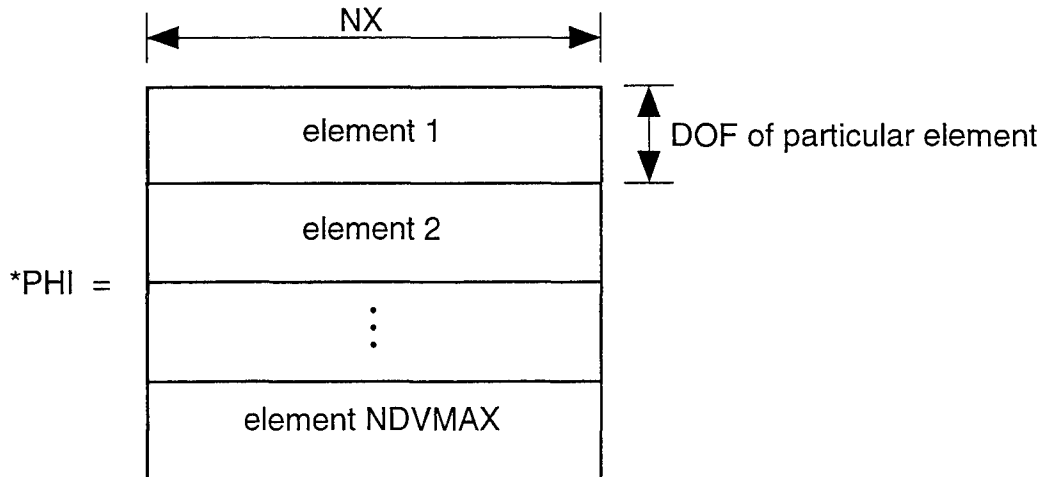 NX
element 1
DOF of particular element
element 2
*PHI =
⋮
element NDVMAX